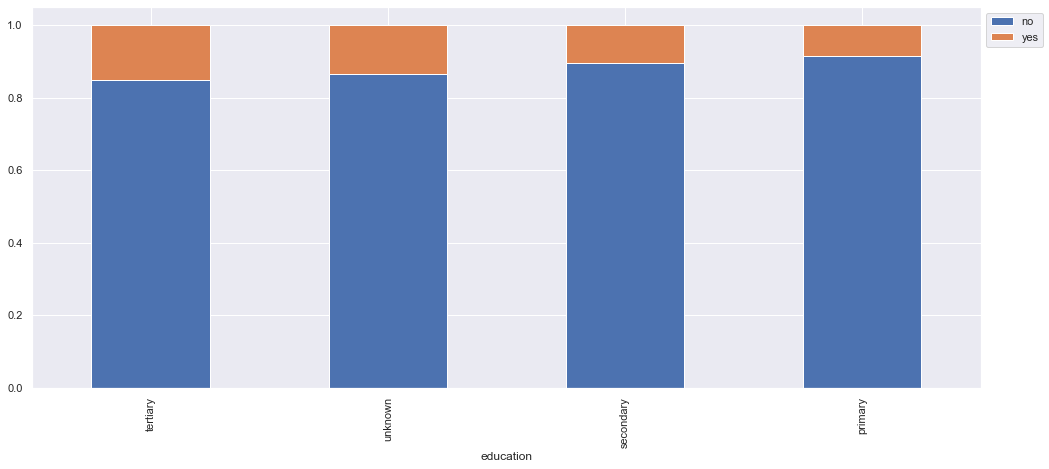 1.0
0.8
0.6
0.4
0.2
0.0
tertiary
unknown
secondary
primary
education
no
yes